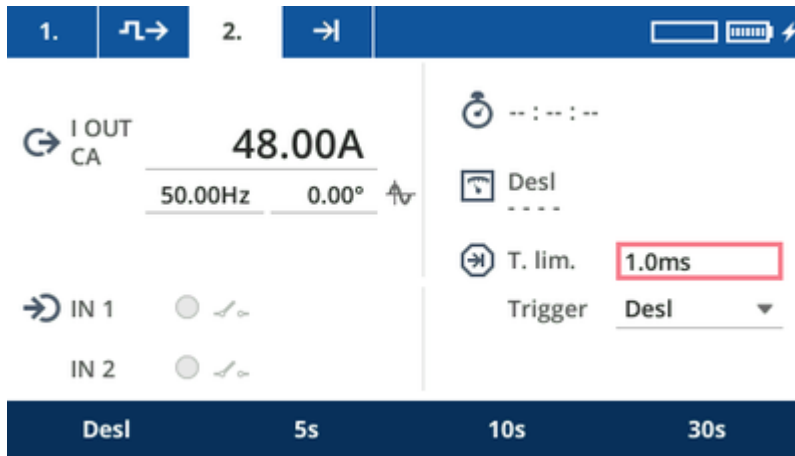 1. 2.
I OUT
CA
48.00A
50.00Hz 0.00°
IN 1
IN 2
-- : -- : --
Desl
- - - -
T. lim. 1.0ms
Trigger Desl
Desl 5s 10s 30s